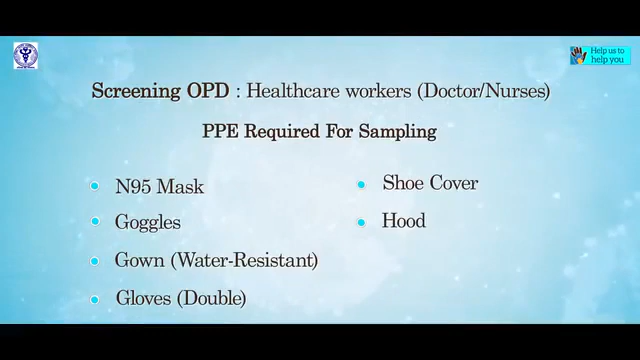 Help us to
help you
Screening OPD : Healthcare workers (Doctor/Nurses)
PPE Required For Sampling
N95 Mask
Goggles
Gown (Water-Resistant)
Gloves (Double)
Shoe Cover
Hood